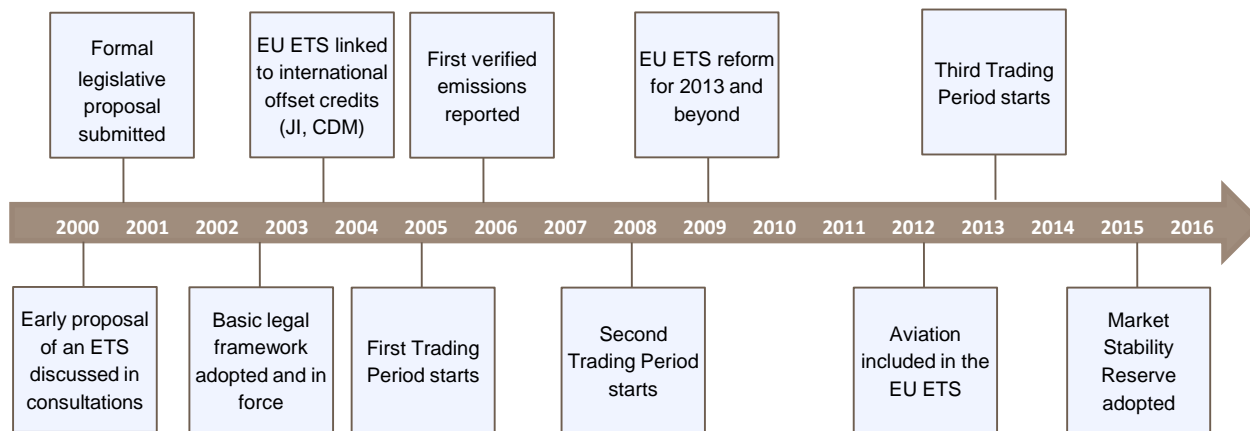 Formal
legislative
proposal
submitted
EU ETS linked
to international
offset credits
(JI, CDM)
First verified
emissions
reported
EU ETS reform
for 2013 and
beyond
Third Trading
Period starts
2000 2001 2002 2003 2004 2005 2006 2007 2008 2009 2010 2011 2012 2013 2014 2015 2016
Early proposal
of an ETS
discussed in
consultations
Basic legal
framework
adopted and in
force
First Trading
Period starts
Second
Trading Period
starts
Aviation
included in the
EU ETS
Market
Stability
Reserve
adopted